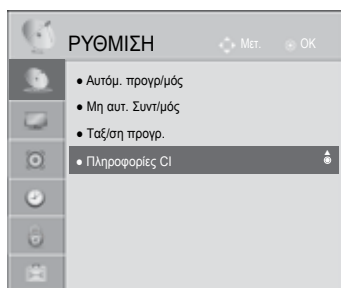 ΡΥΘΜΙΣΗ Μετ. OK
● Αυτόμ. προγρ/μός
● Μη αυτ. Συντ/μός
● Ταξ/ση προγρ.
● Πληροφορίες CI